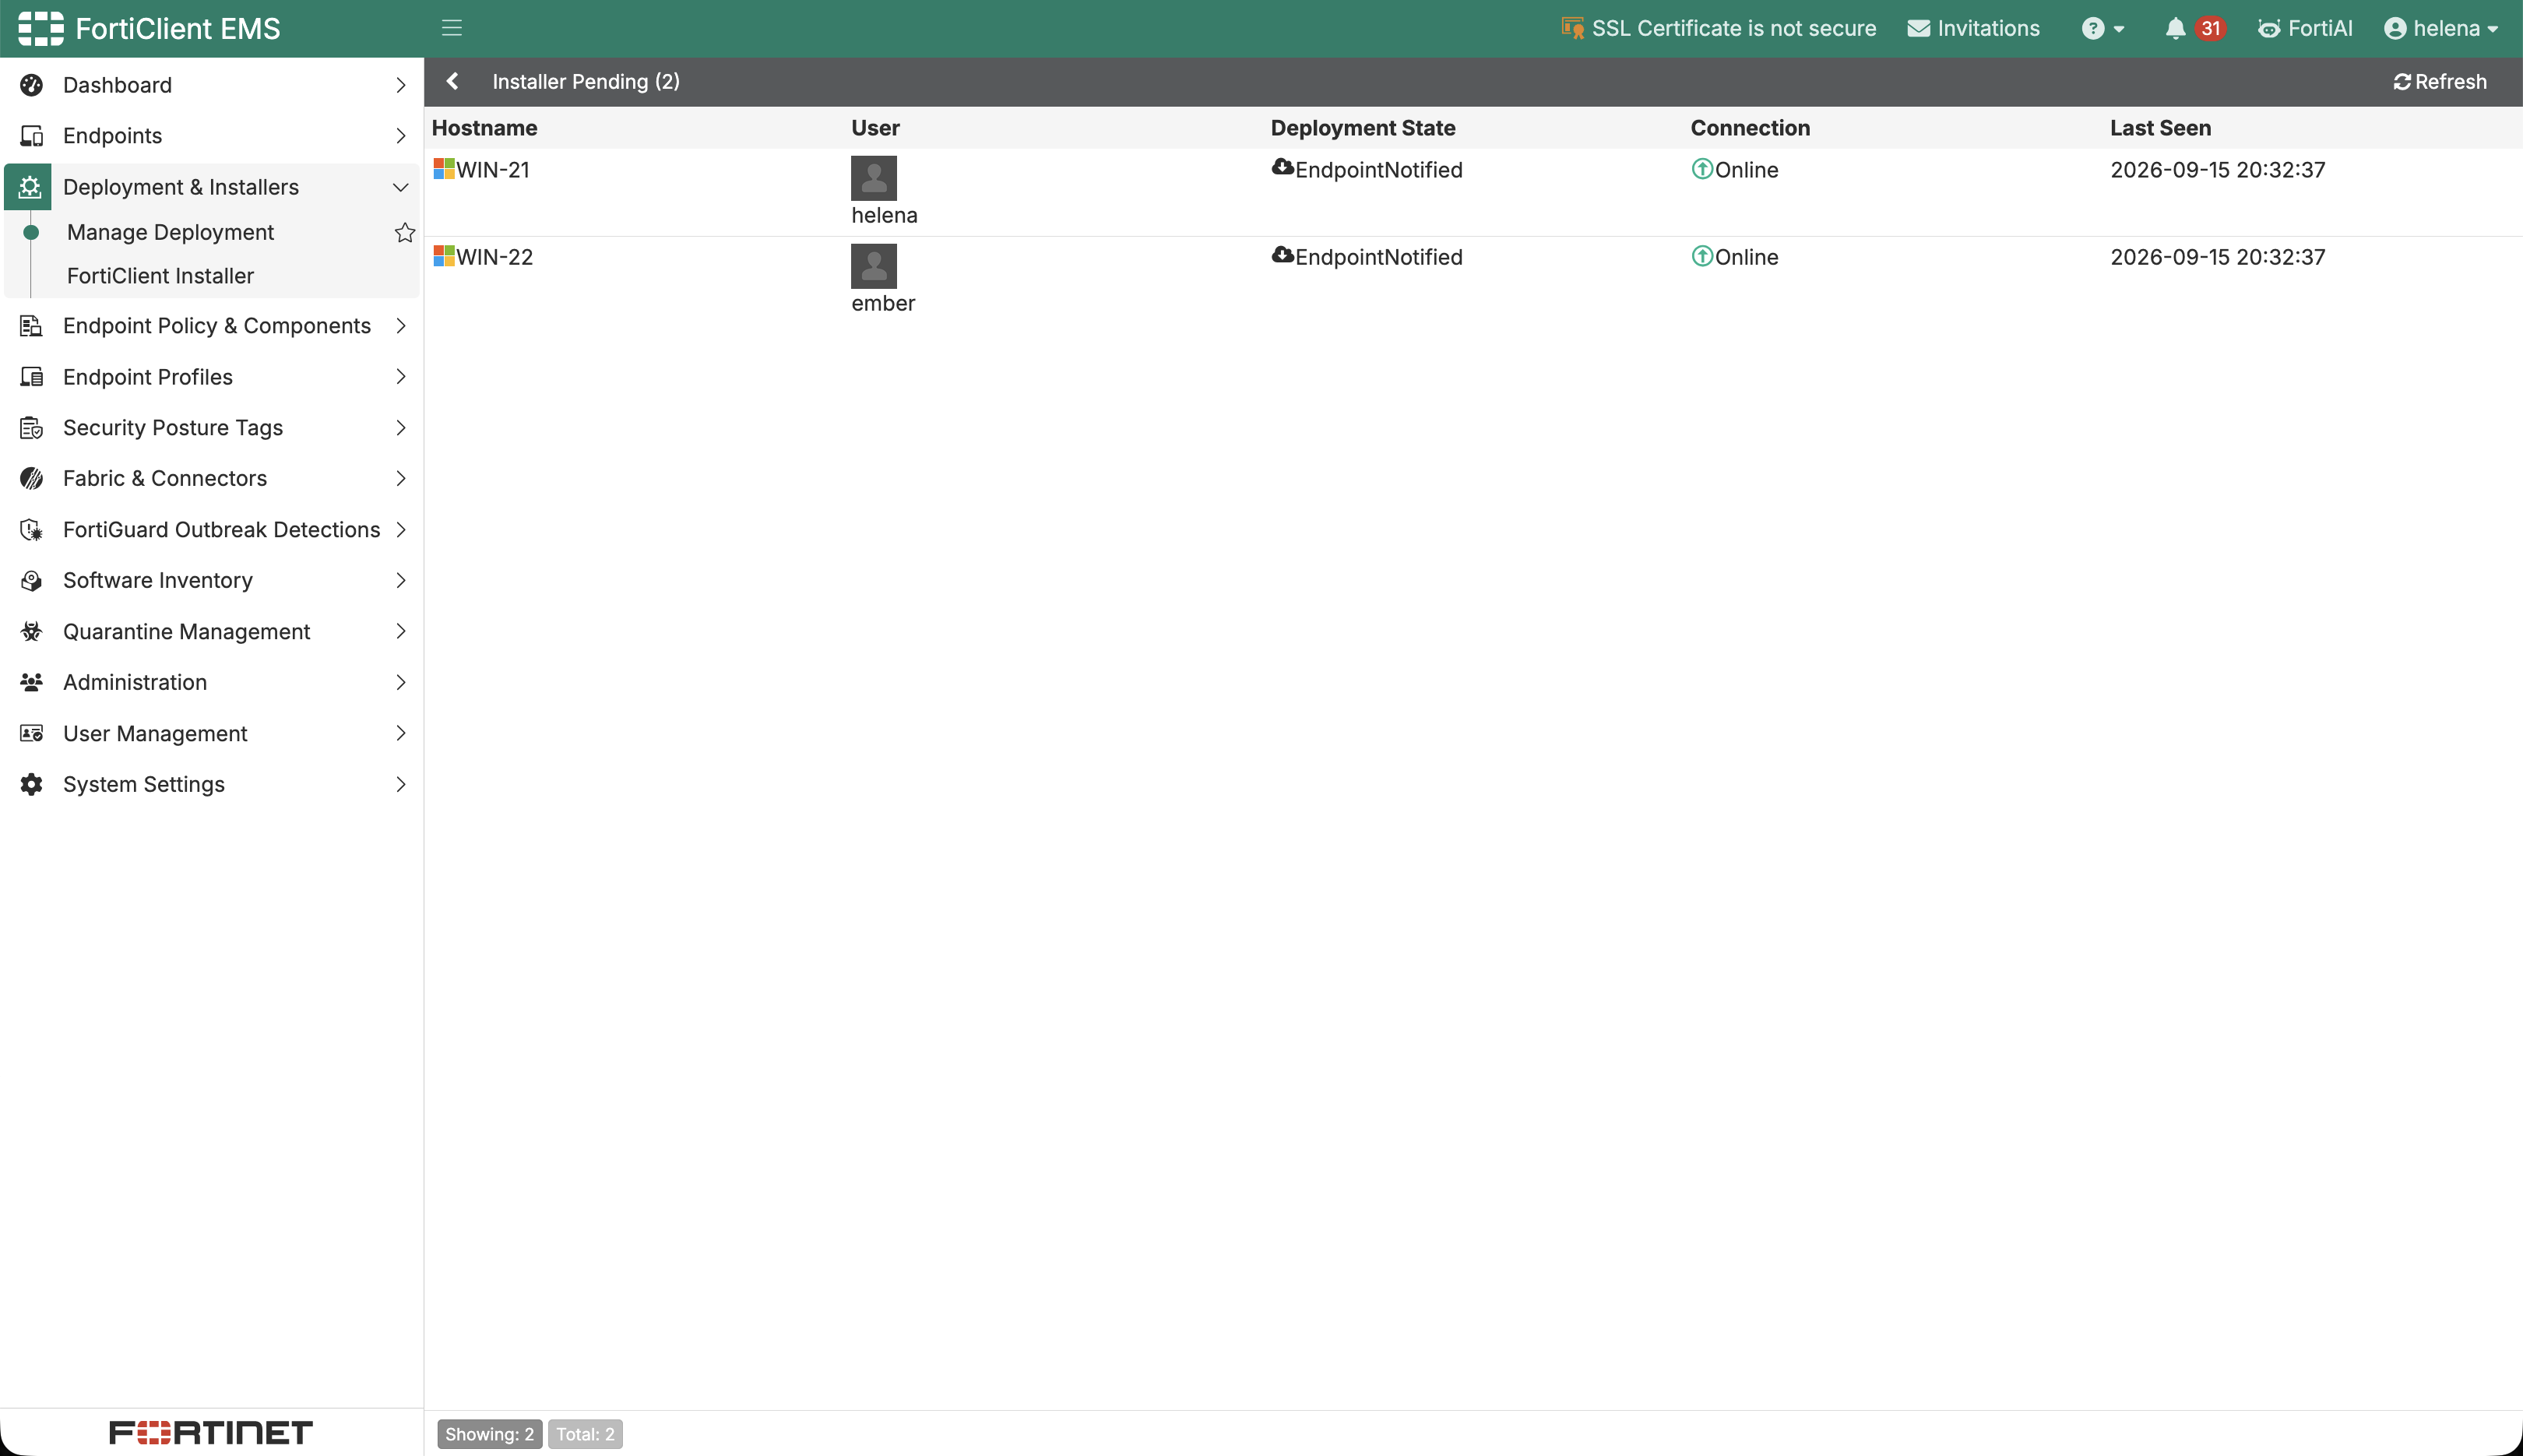 FortiClient EMS
SSL Certificate is not secure
Invitations
?
31
FortiAI
helena
Dashboard
Endpoints
Deployment & Installers
Manage Deployment
FortiClient Installer
Endpoint Policy & Components
Endpoint Profiles
Security Posture Tags
Fabric & Connectors
FortiGuard Outbreak Detections
Software Inventory
Quarantine Management
Administration
User Management
System Settings
FORTINET
Installer Pending (2)
Refresh
Hostname User Deployment State Connection Last Seen
WIN-21 helena EndpointNotified Online 2026-09-15 20:32:37
WIN-22 ember EndpointNotified Online 2026-09-15 20:32:37
Showing: 2 Total: 2